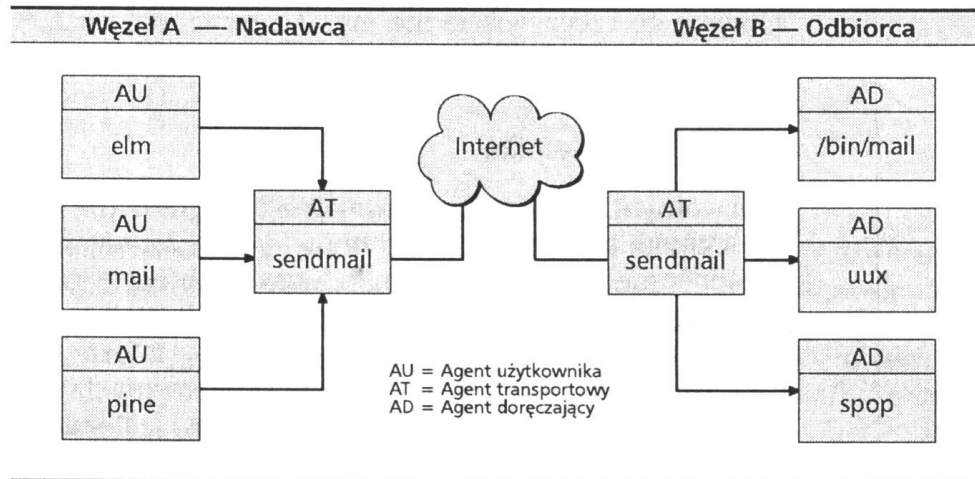 Węzeł A — Nadawca
Węzeł B — Odbiorca
AU
elm
AU
mail
AU
pine
AT
sendmail
Internet
AT
sendmail
AD
/bin/mail
AD
uux
AD
spop
AU = Agent użytkownika
AT = Agent transportowy
AD = Agent doręczający